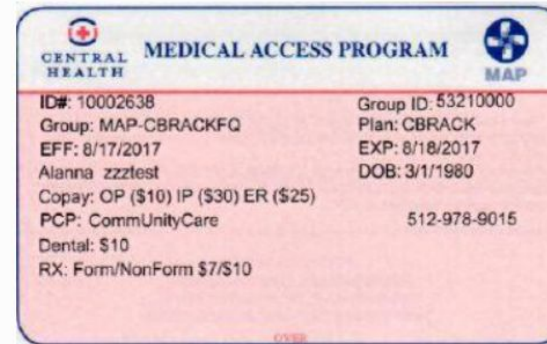 CENTRAL HEALTH
MEDICAL ACCESS PROGRAM
MAP
ID#: 10002638
Group ID: 53210000
Group: MAP-CBRACKFQ
Plan: CBRACK
EFF: 8/17/2017
EXP: 8/18/2017
Alanna zzztest
DOB: 3/1/1980
Copay: OP ($10) IP ($30) ER ($25)
PCP: CommUnityCare
512-978-9015
Dental: $10
RX: Form/NonForm $7/$10
OVER